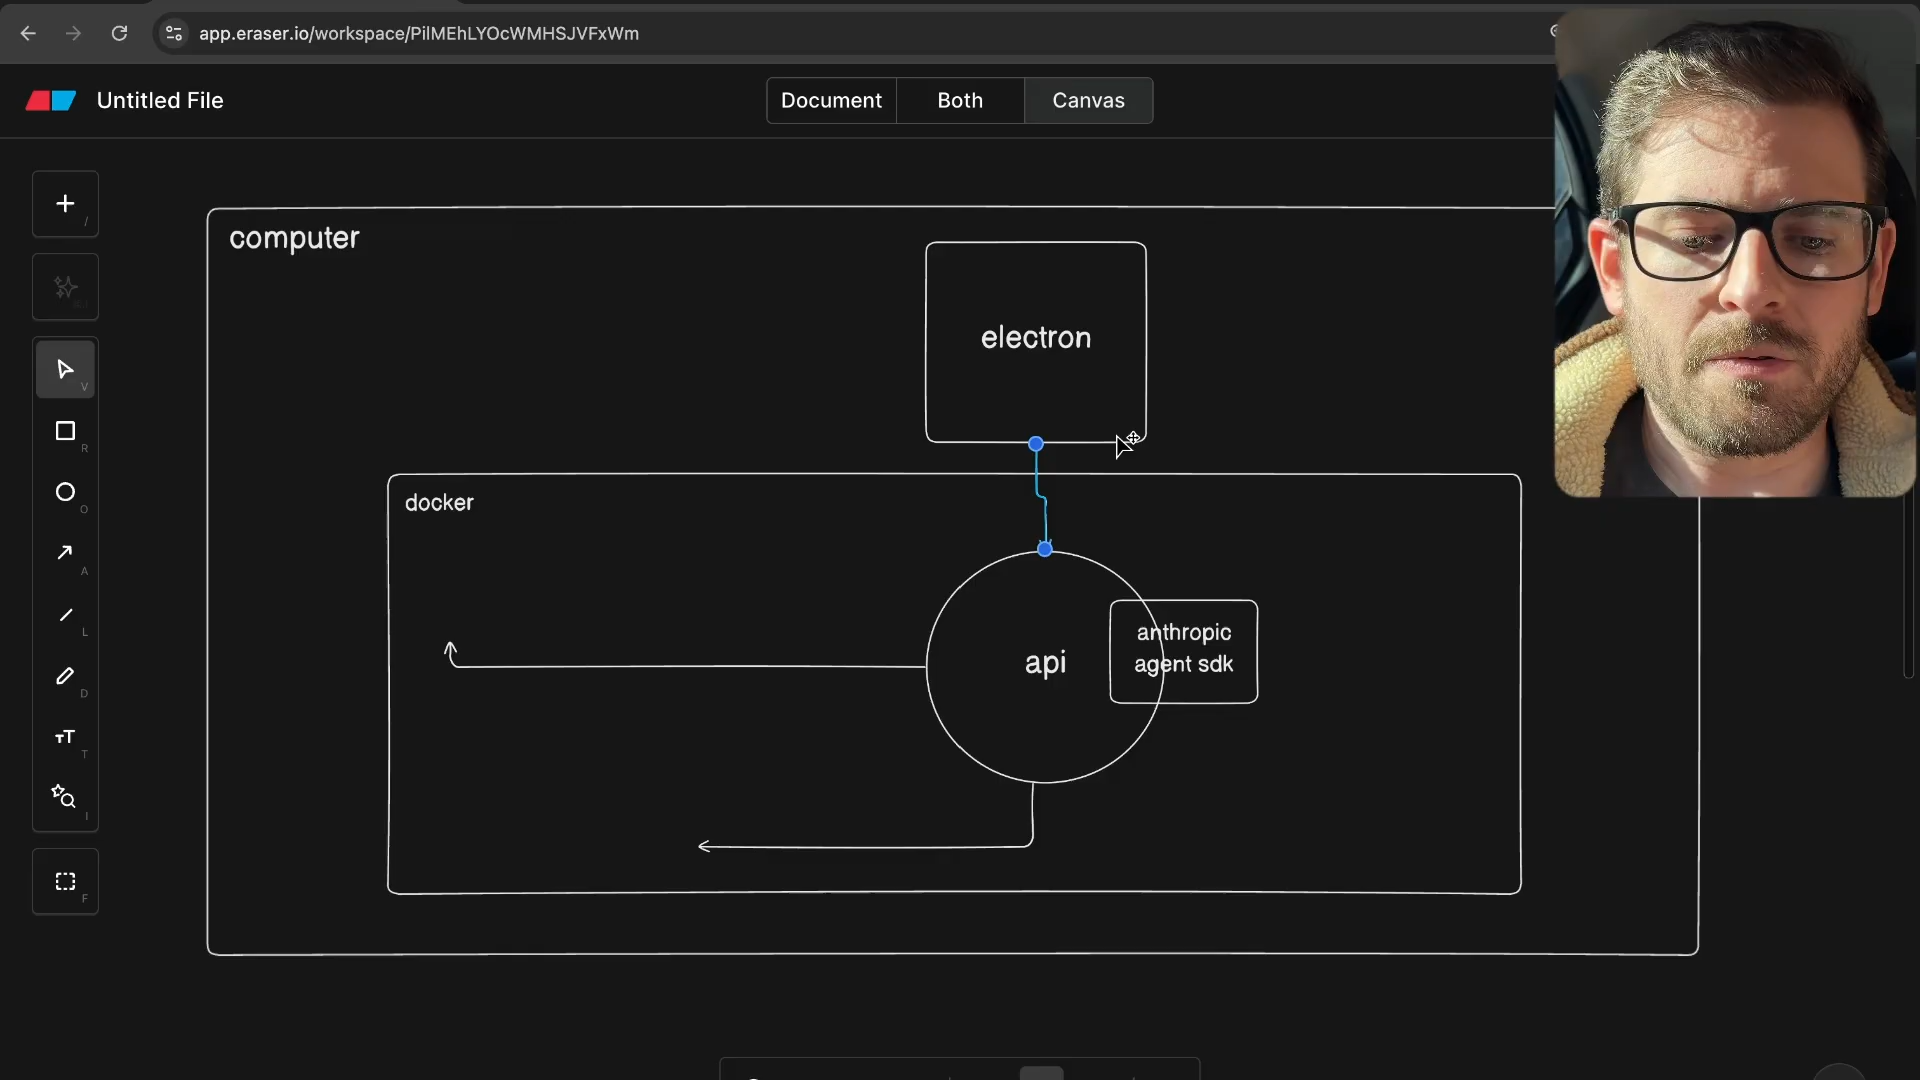 app.eraser.io/workspace/PilMEhLYOcWMHSJVFxWm
Untitled File
Document
Both
Canvas
/
V
R
O
A
L
D
T
I
F
computer
electron
docker
api
anthropic
agent sdk